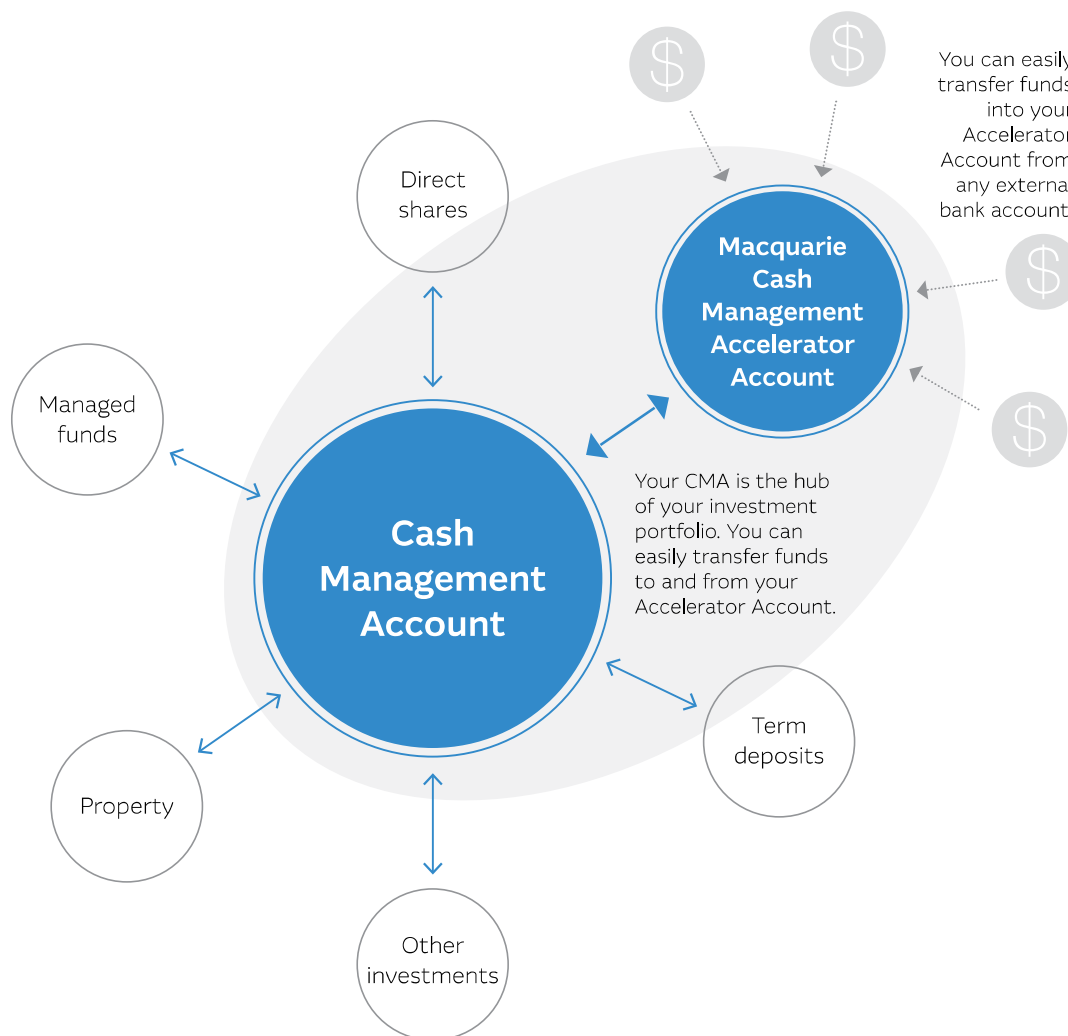 $
$
You can easily
transfer funds
into your
Accelerator
Account from
any externa
bank account
$
$
Direct
shares
Macquarie
Cash
Management
Accelerator
Account
Managed
funds
Your CMA is the hub
of your investment
portfolio. You can
easily transfer funds
to and from your
Accelerator Account.
Cash
Management
Account
Term
deposits
Property
Other
investments